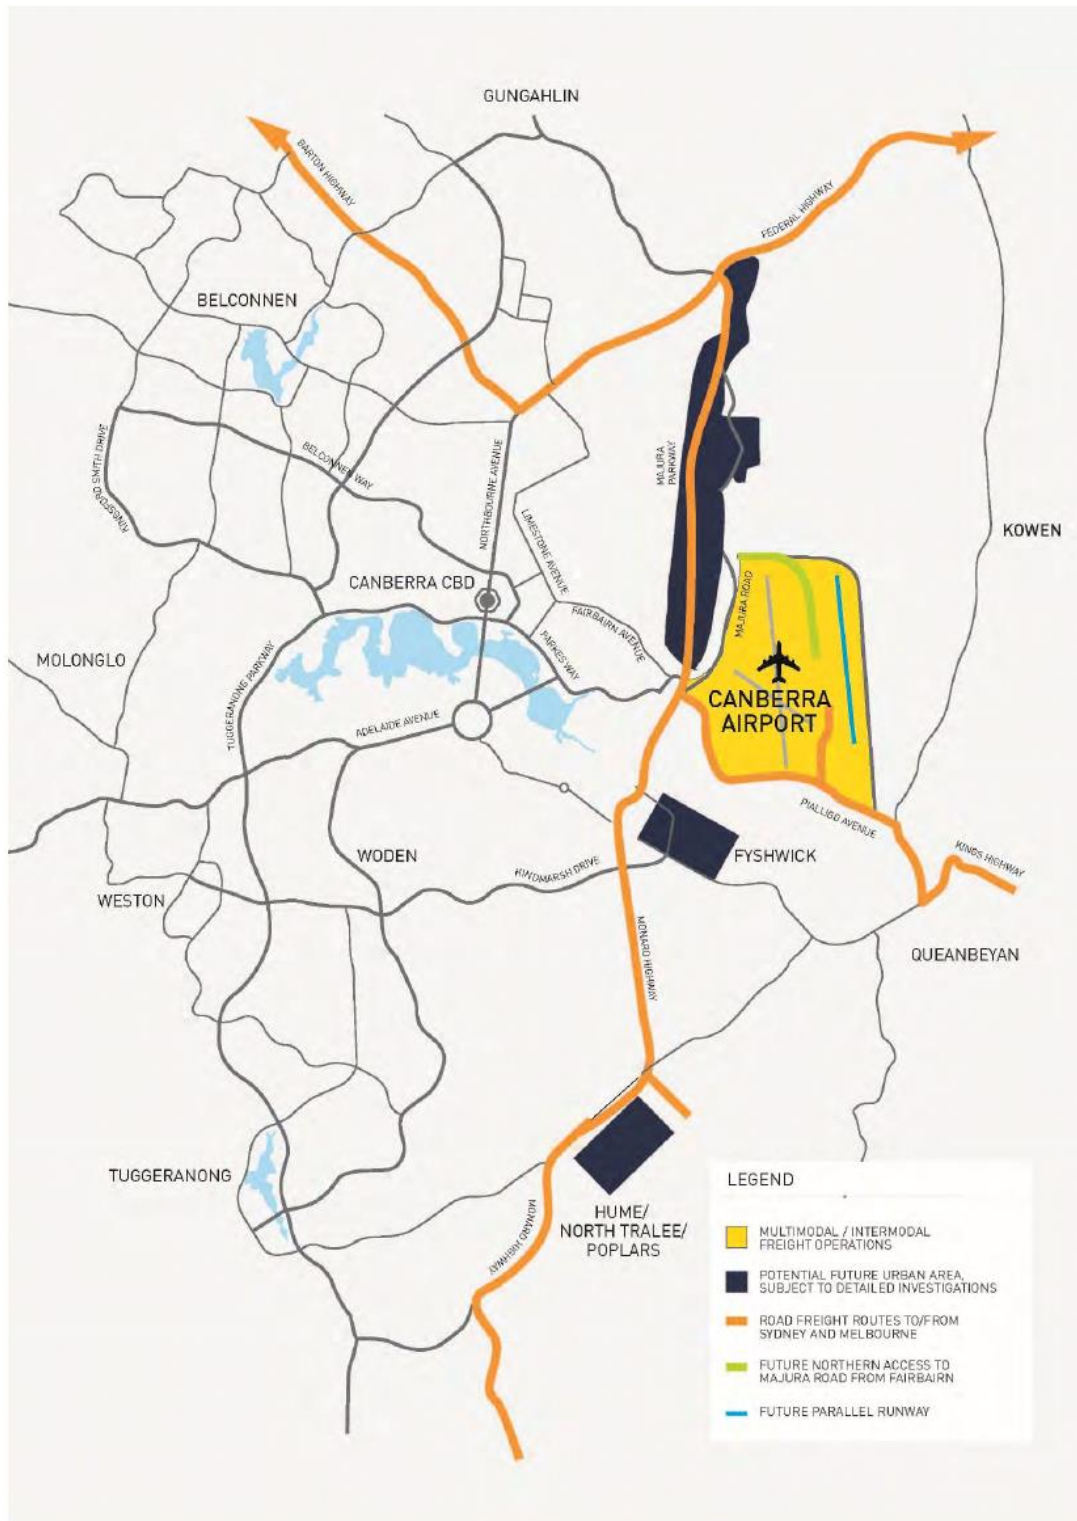 GUNGAHLIN
BARTON HIGHWAY
FEDERAL HIGHWAY
BELCONNEN
KINGSFORD SMITH DRIVE
BELCONNEN WAY
NORTHBOURNE AVENUE
LIMESTONE AVENUE
MAJURA
PARKWAY
KOWEN
CANBERRA CBD
FAIRBAIRN AVENUE
MAJURA ROAD
PARKES WAY
MOLONGLO
TUGGERANONG PARKWAY
ADELAIDE AVENUE
CANBERRA
AIRPORT
PIALLIGO AVENUE
WODEN
HINDMARSH DRIVE
FYSHWICK
KINGS HIGHWAY
WESTON
MONARO HIGHWAY
QUEANBEYAN
TUGGERANONG
HUME/
NORTH TRALEE/
POPLARS
MONARO HIGHWAY
LEGEND
MULTIMODAL / INTERMODAL
FREIGHT OPERATIONS
POTENTIAL FUTURE URBAN AREA,
SUBJECT TO DETAILED INVESTIGATIONS
ROAD FREIGHT ROUTES TO/FROM
SYDNEY AND MELBOURNE
FUTURE NORTHERN ACCESS TO
MAJURA ROAD FROM FAIRBAIRN
FUTURE PARALLEL RUNWAY